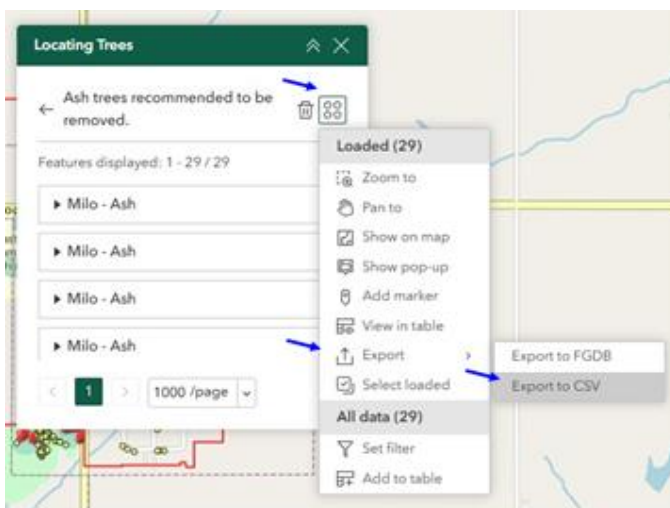 Locating Trees
Ash trees recommended to be
removed.
Features displayed: 1 - 29 / 29
Milo - Ash
Milo - Ash
Milo - Ash
Milo - Ash
1
1000 /page
Loaded (29)
Zoom to
Pan to
Show on map
Show pop-up
Add marker
View in table
Export
Select loaded
All data (29)
Set filter
Add to table
Export to FGDB
Export to CSV